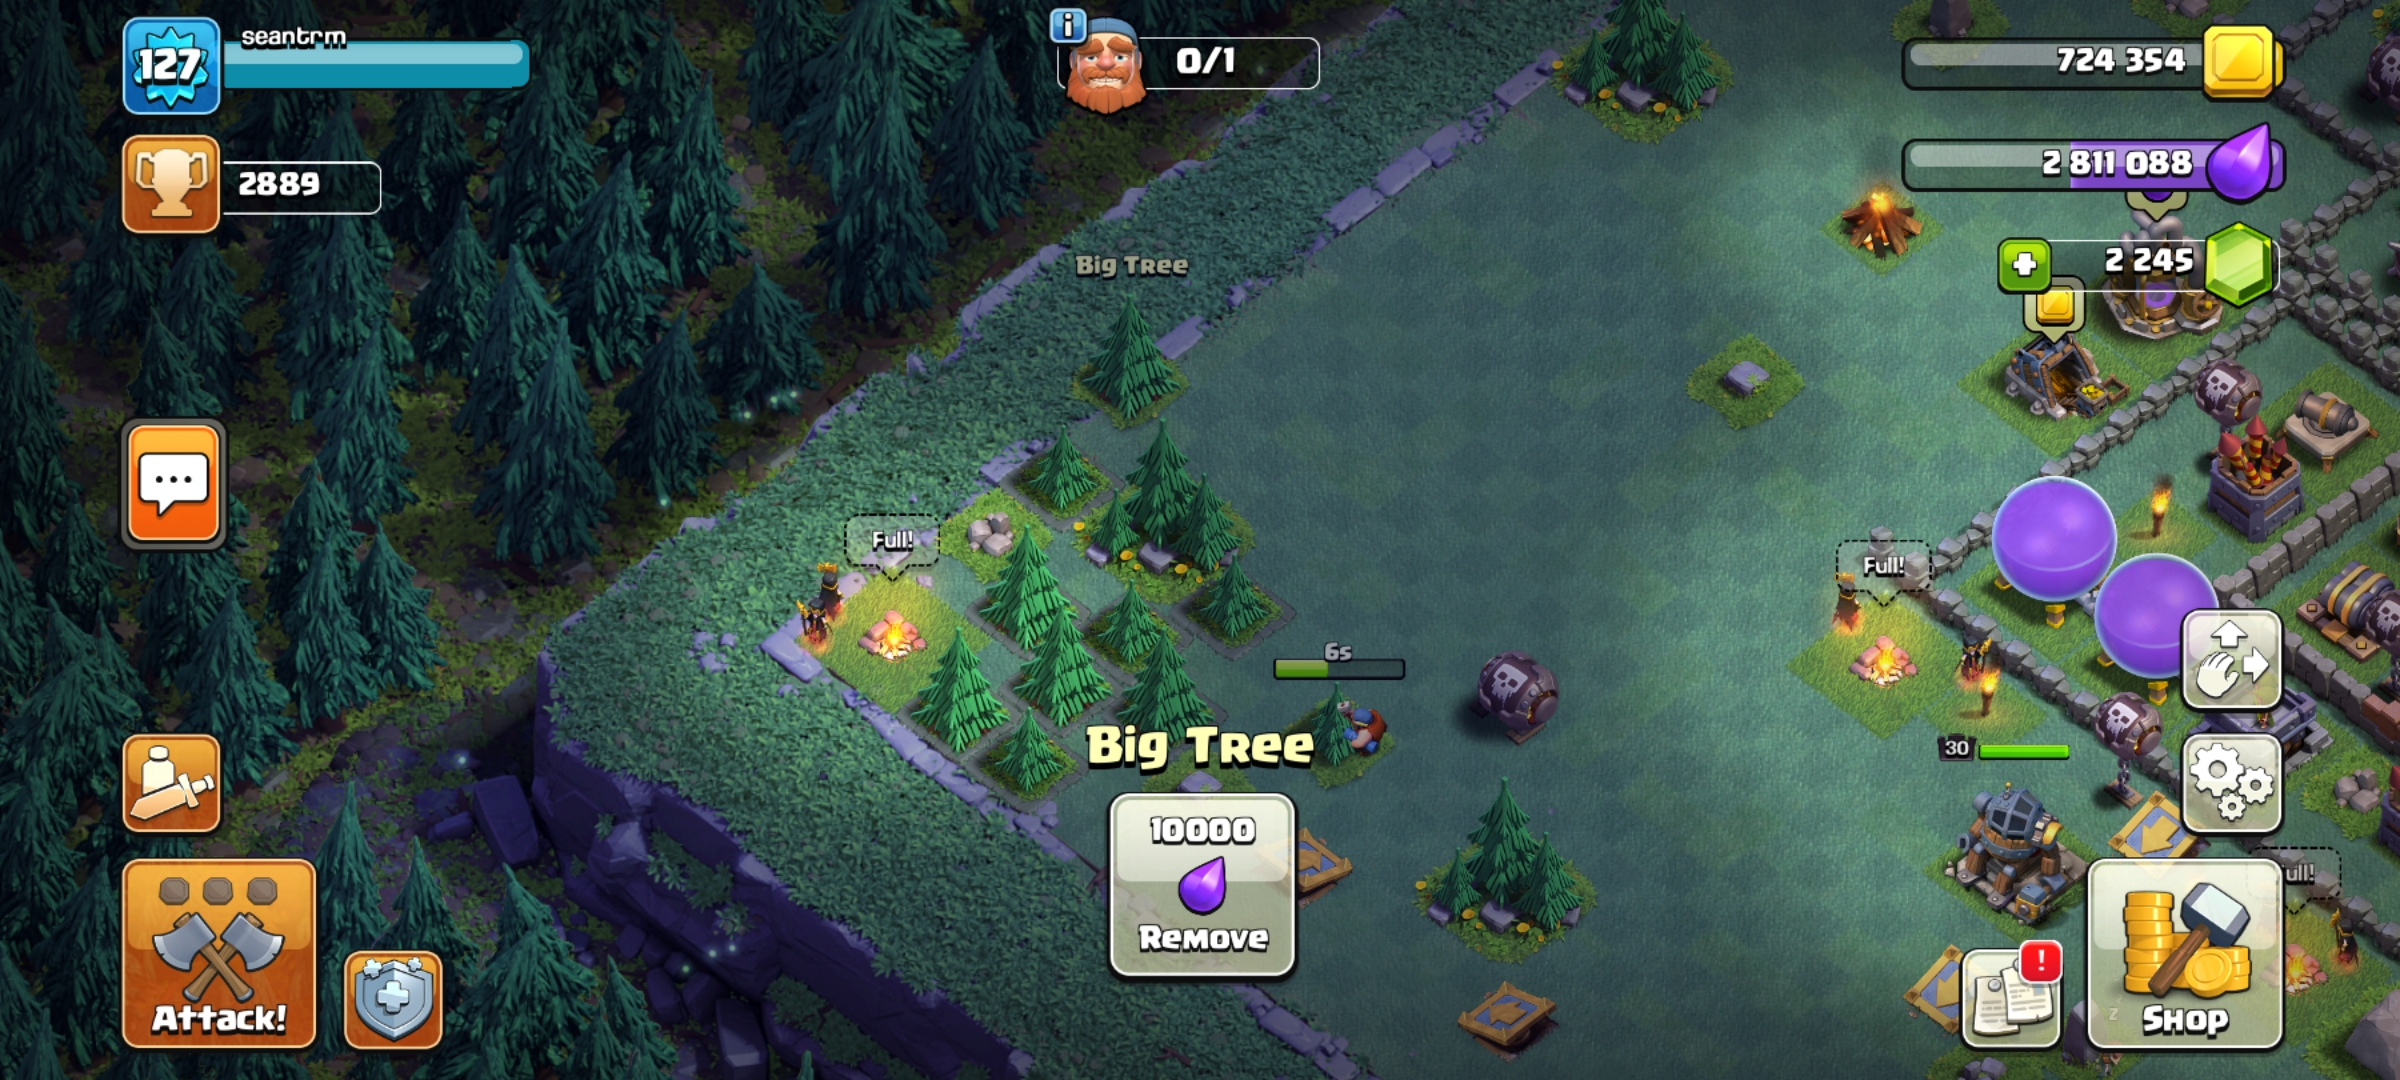 127
seantrm
0/1
724 354
2889
2 811 088
2 245
Big Tree
Full!
Full!
6s
Big Tree
30
10000
Remove
Attack!
Shop
!
z